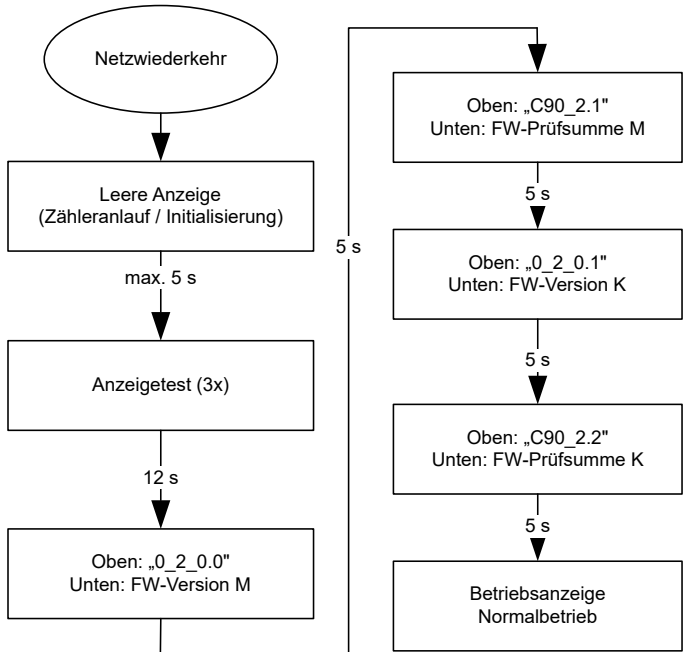 Netzwiederkehr
Leere Anzeige
(Zähleranlauf / Initialisierung)
max. 5 s
Anzeigetest (3x)
12 s
Oben: „0_2_0.0"
Unten: FW-Version M
5 s
Oben: „C90_2.1"
Unten: FW-Prüfsumme M
5 s
Oben: „0_2_0.1"
Unten: FW-Version K
5 s
Oben: „C90_2.2"
Unten: FW-Prüfsumme K
5 s
Betriebsanzeige
Normalbetrieb